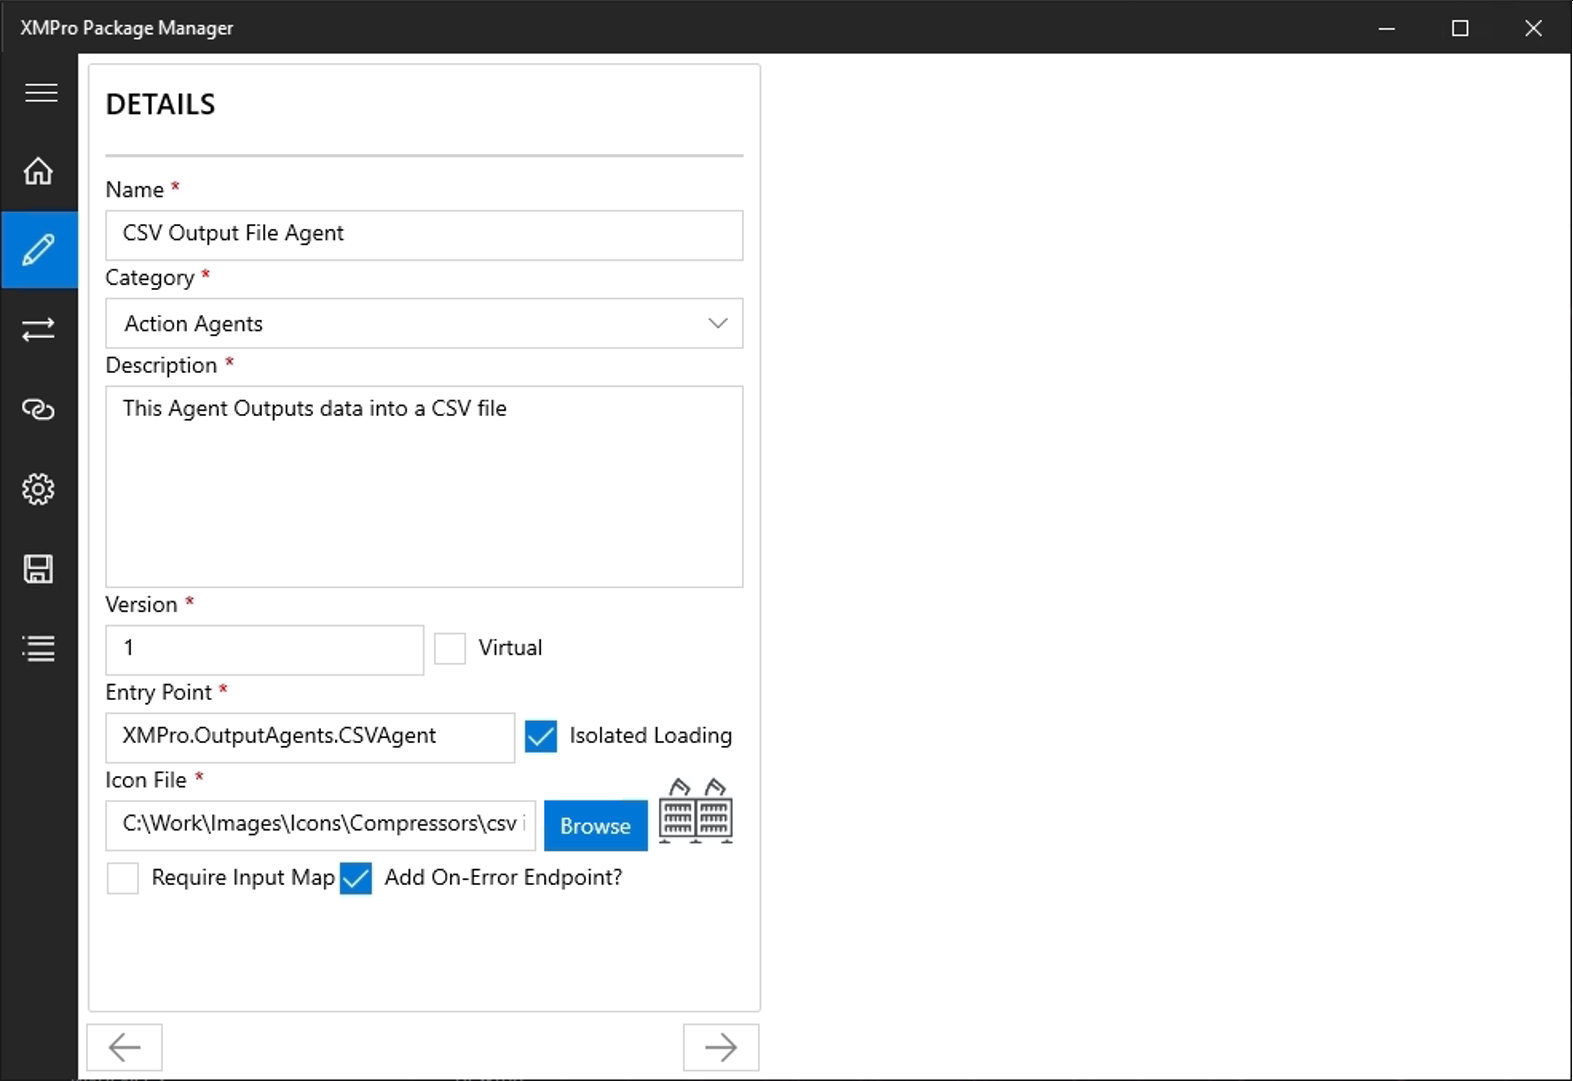 XMPro Package Manager
DETAILS
Name *
CSV Output File Agent
Category *
Action Agents
Description *
This Agent Outputs data into a CSV file
Version *
1
Virtual
Entry Point *
XMPro.OutputAgents.CSVAgent
Isolated Loading
Icon File *
C:\Work\Images\Icons\Compressors\csv
Browse
Require Input Map
Add On-Error Endpoint?